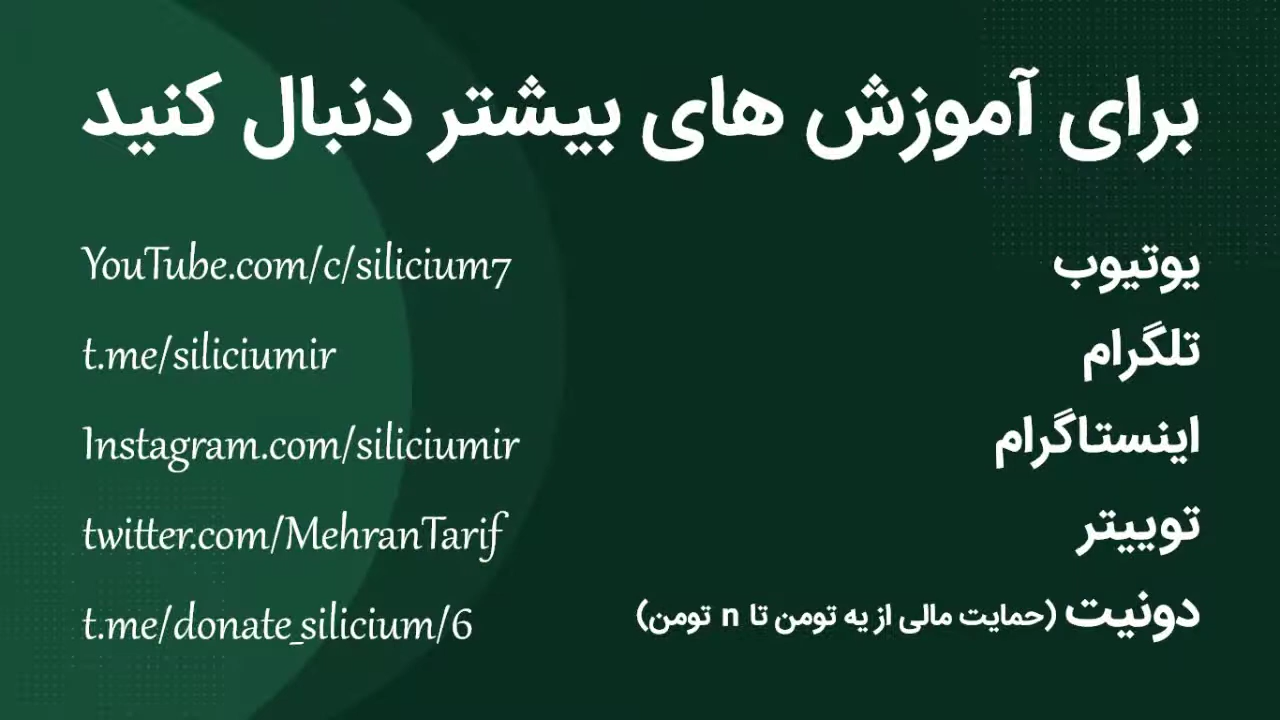 برای آموزش های بیشتر دنبال کنید
یوتیوب YouTube.com/c/silicium7
تلگرام t.me/siliciumir
اینستاگرام Instagram.com/siliciumir
توییتر twitter.com/MehranTarif
دونیت (حمایت مالی از یه تومن تا n تومن) t.me/donate_silicium/6